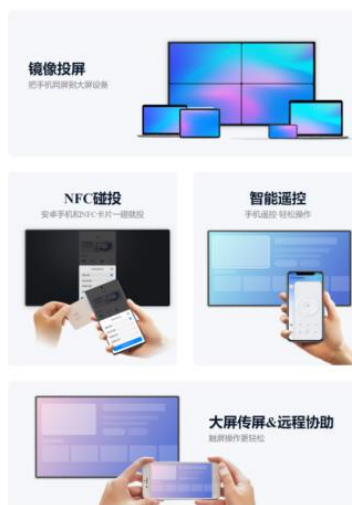 镜像投屏
把手机同屏到大屏设备
NFC碰投
安卓手机和NFC卡片一碰就投
智能遥控
手机遥控 轻松操作
大屏传屏&远程协助
触屏操作更轻松